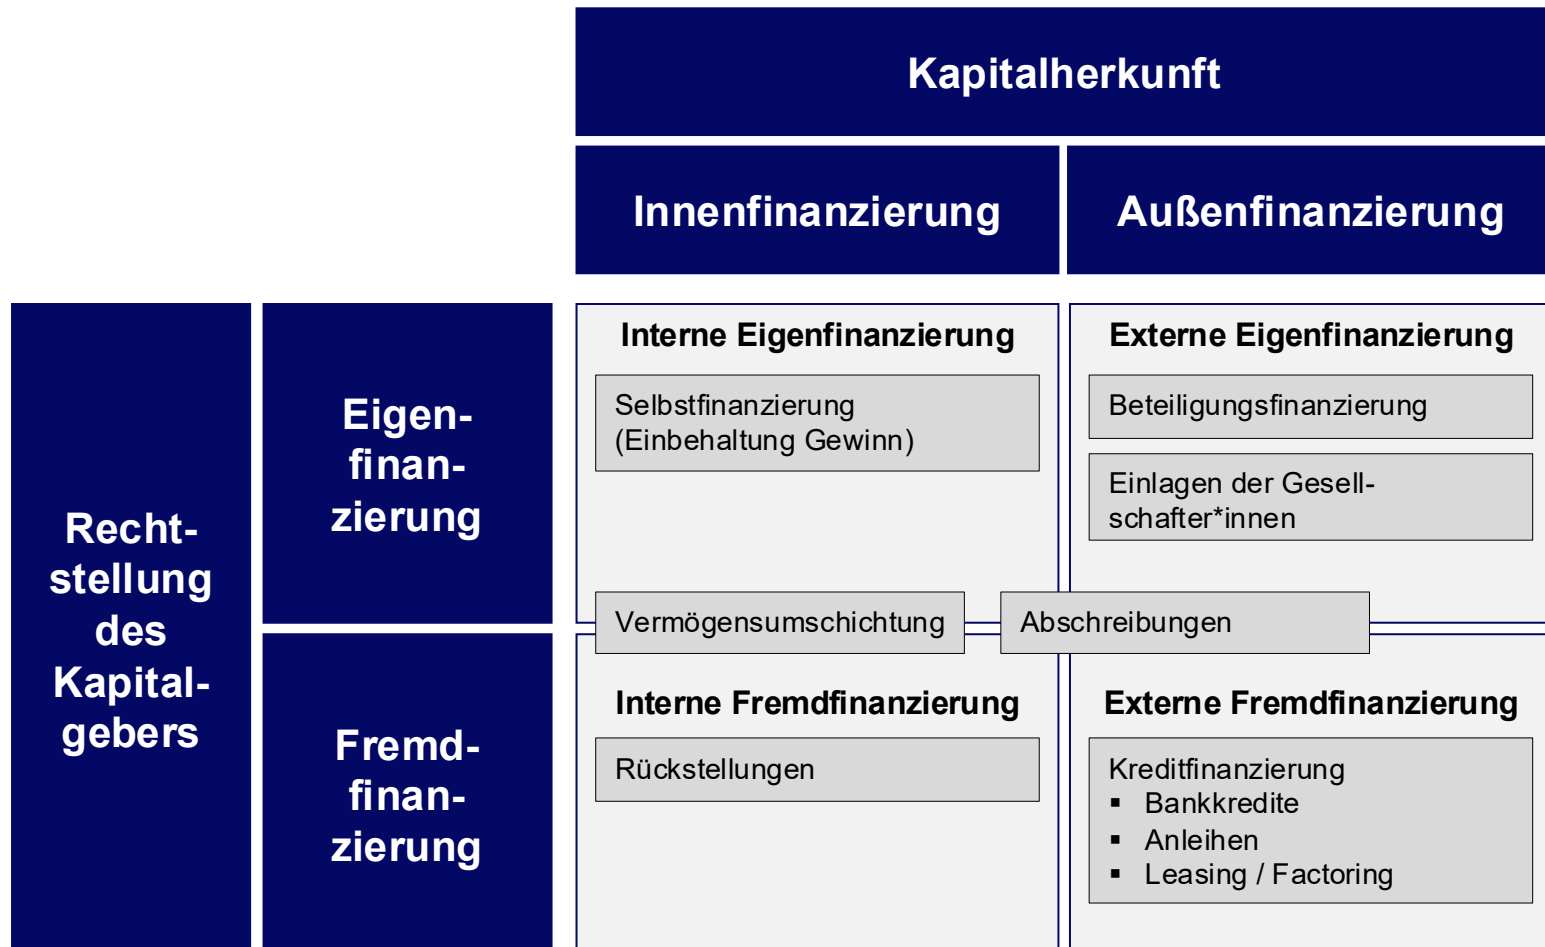 Kapitalherkunft
Innenfinanzierung
Außenfinanzierung
Recht-
stellung
des
Kapital-
gebers
Eigen-
finan-
zierung
Interne Eigenfinanzierung
Selbstfinanzierung
(Einbehaltung Gewinn)
Externe Eigenfinanzierung
Beteiligungsfinanzierung
Einlagen der Gesell-
schafter*innen
Vermögensumschichtung
Abschreibungen
Fremd-
finan-
zierung
Interne Fremdfinanzierung
Rückstellungen
Externe Fremdfinanzierung
Kreditfinanzierung
▪ Bankkredite
▪ Anleihen
▪ Leasing / Factoring